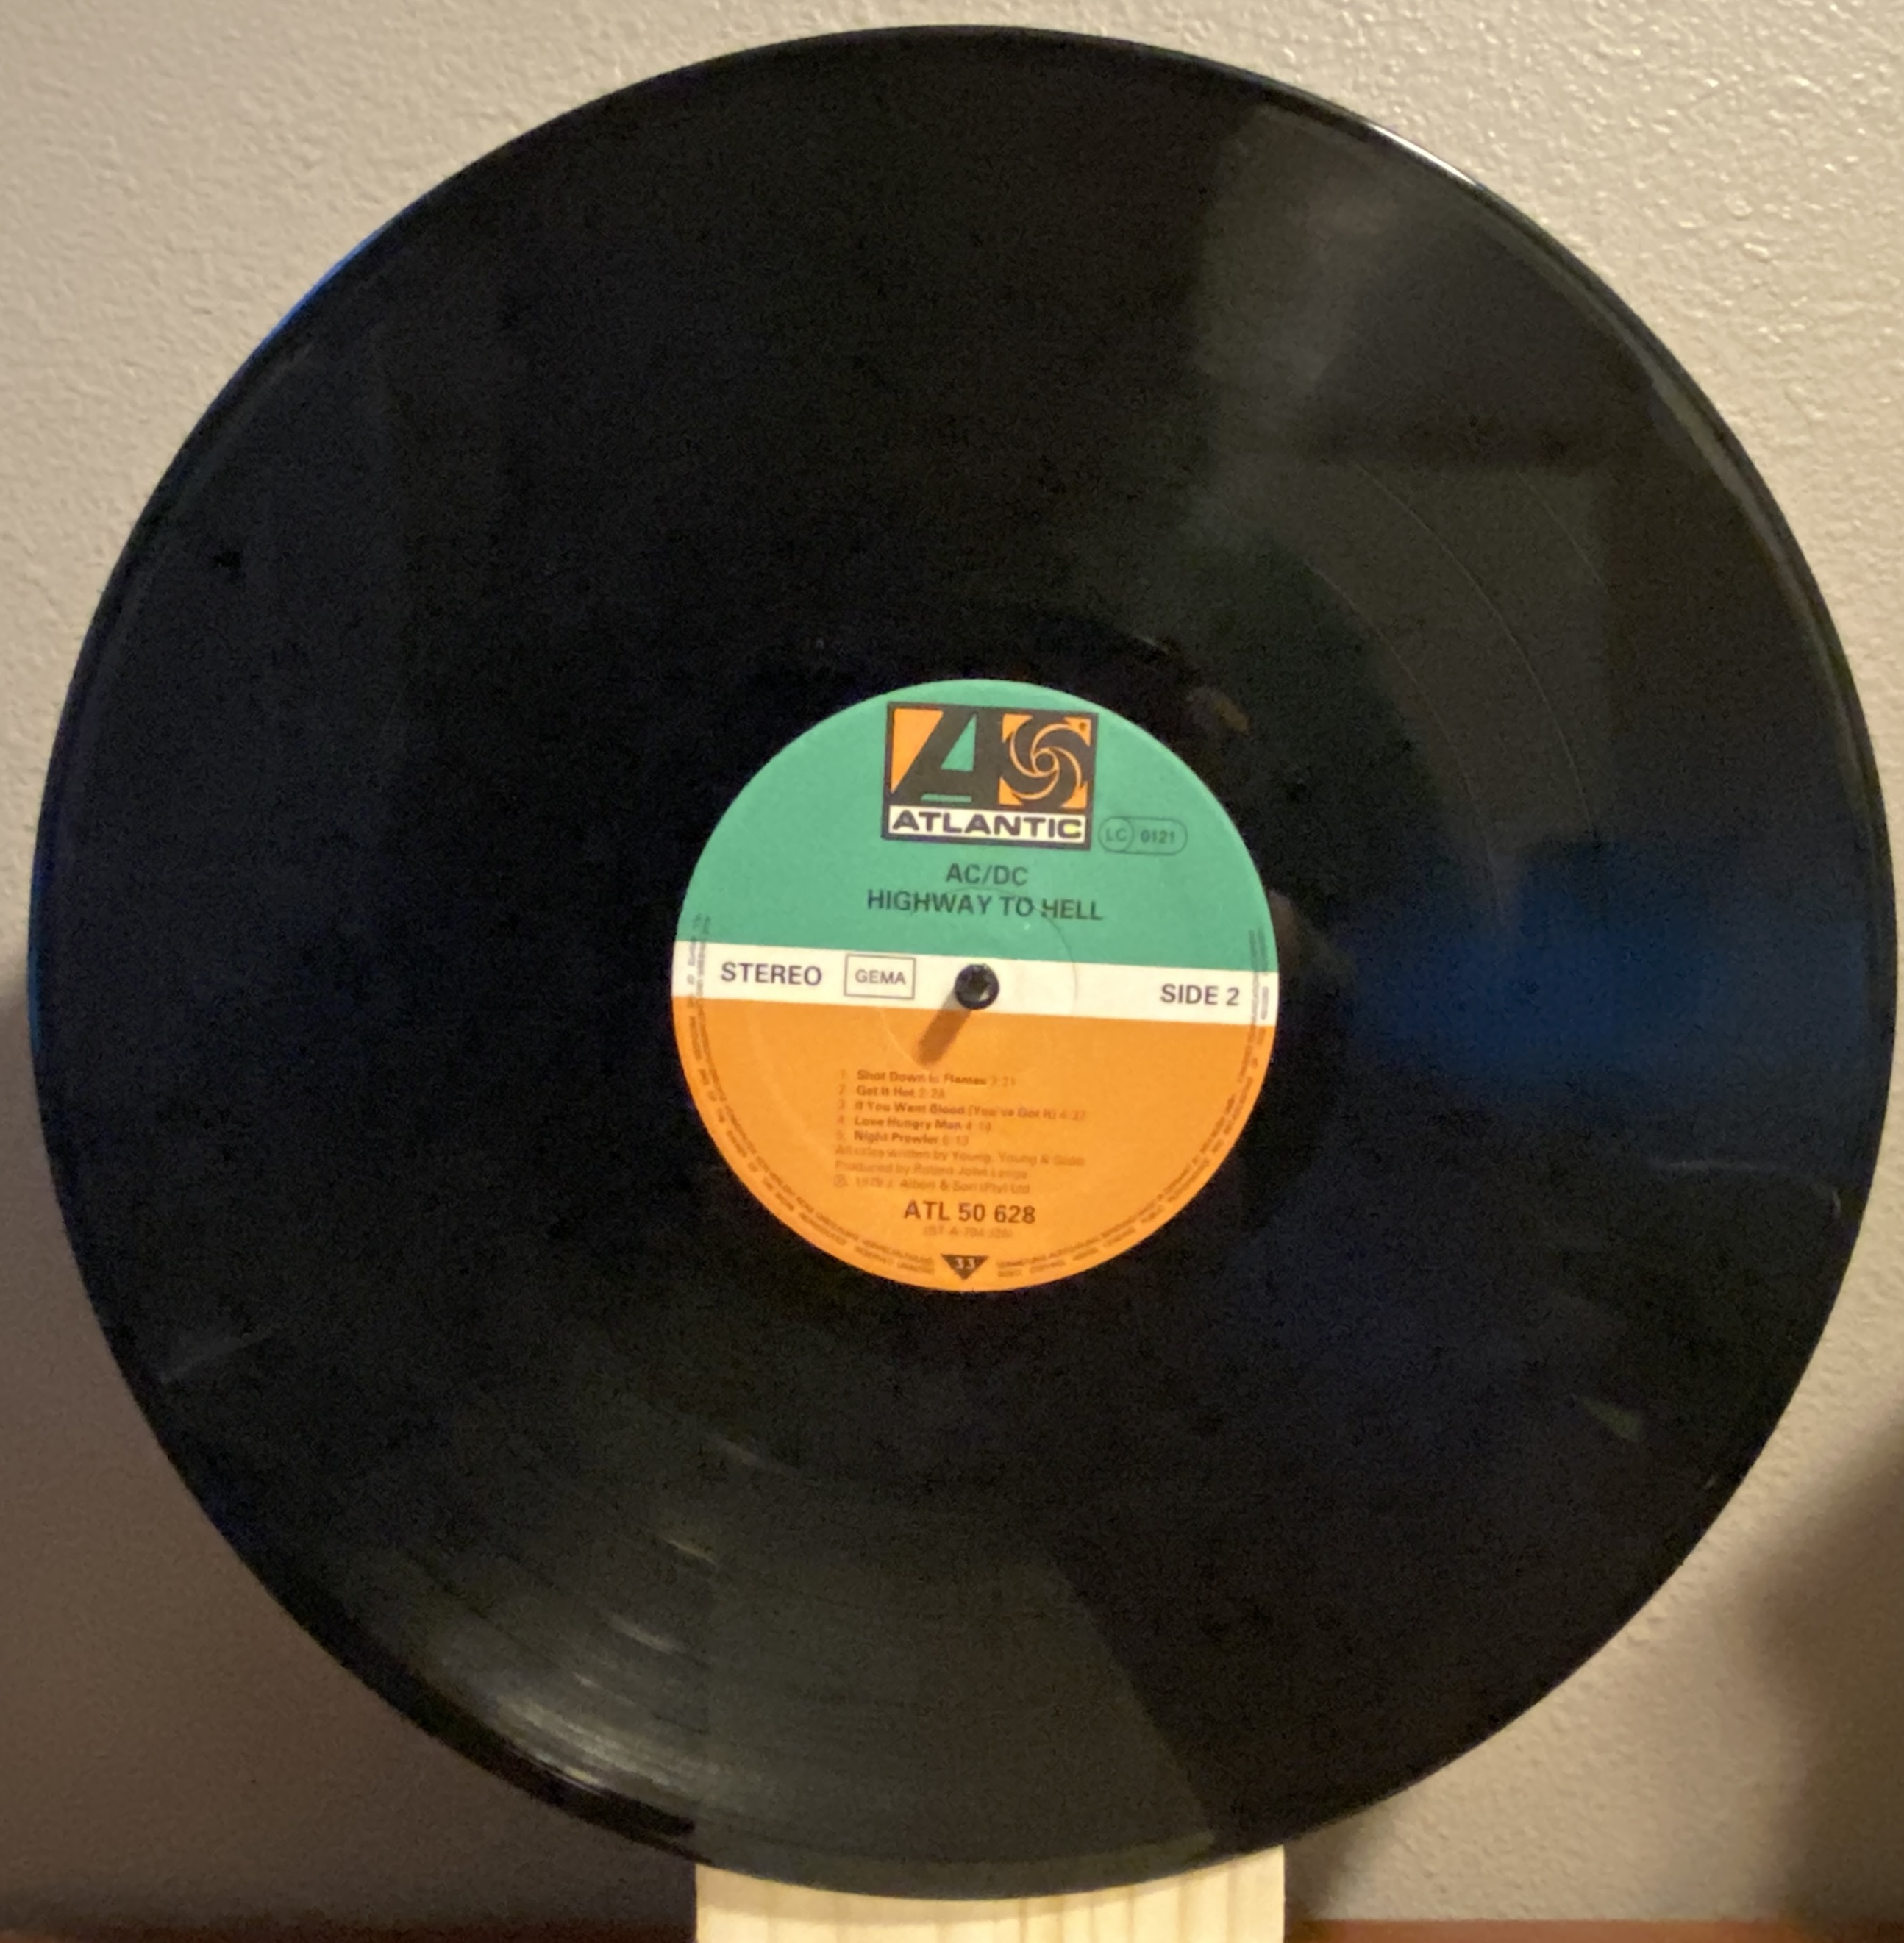 ATLANTIC
LC 0121
AC/DC
HIGHWAY TO HELL
STEREO GEMA SIDE 2
1. Shot Down In Flames 3:21
2. Get It Hot 2:24
3. If You Want Blood (You've Got It) 4:32
4. Love Hungry Man 4:14
5. Night Prowler 6:13
All titles written by Young, Young & Scott
Produced by Robert John Lange
Ⓟ 1979 J. Albert & Son (Pty) Ltd
ATL 50 628
33